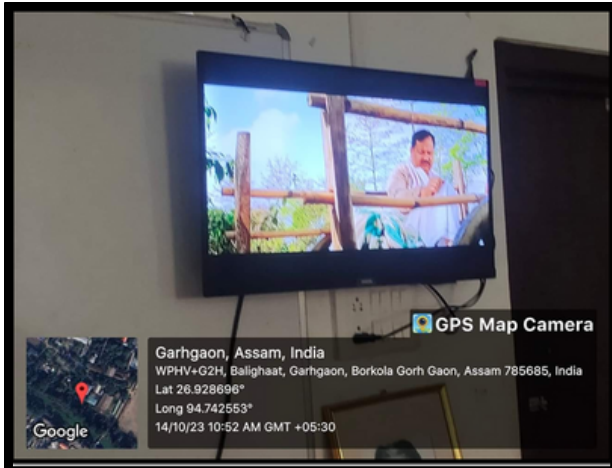 GPS Map Camera
Garhgaon, Assam, India
WPHV+G2H, Balighaat, Garhgaon, Borkola Gorh Gaon, Assam 785685, India
Lat 26.928696°
Long 94.742553°
14/10/23 10:52 AM GMT +05:30
Google